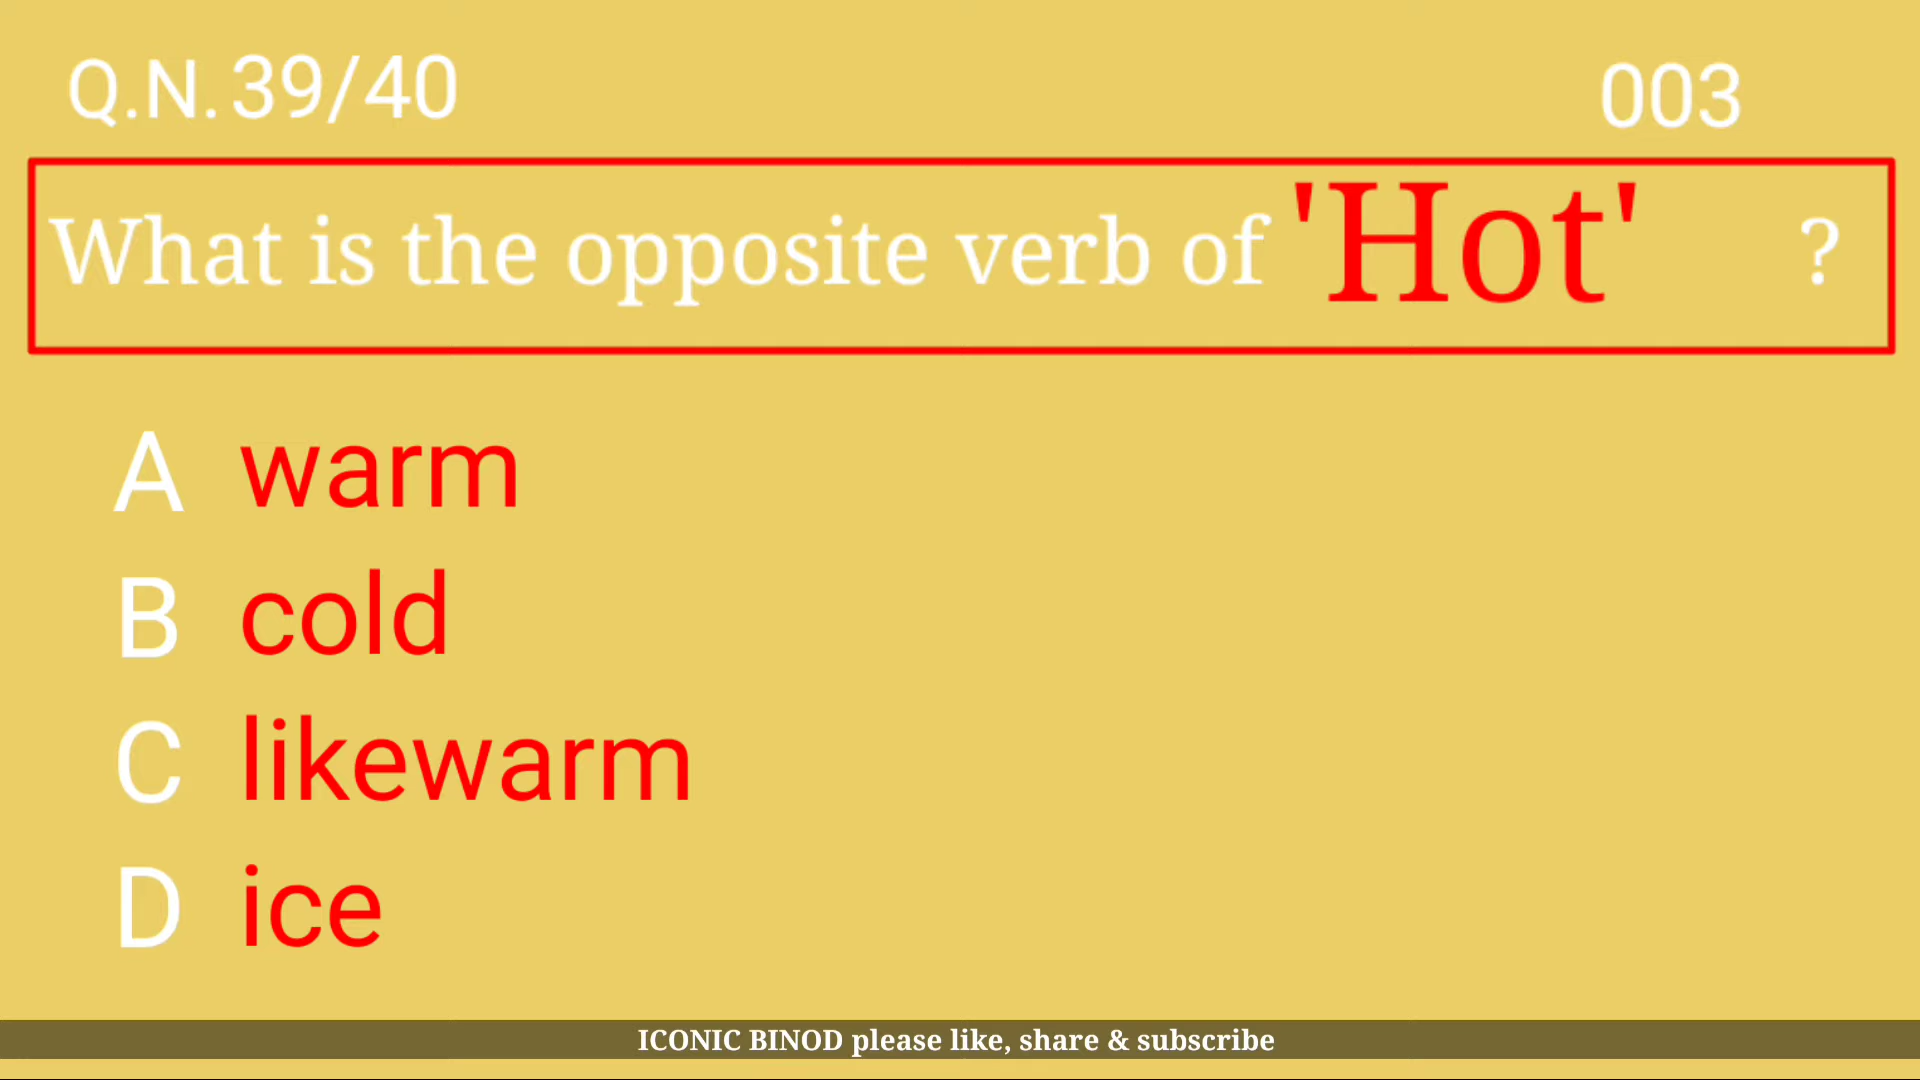 Q.N. 39/40 003
What is the opposite verb of 'Hot' ?
A warm
B cold
C likewarm
D ice
ICONIC BINOD please like, share & subscribe